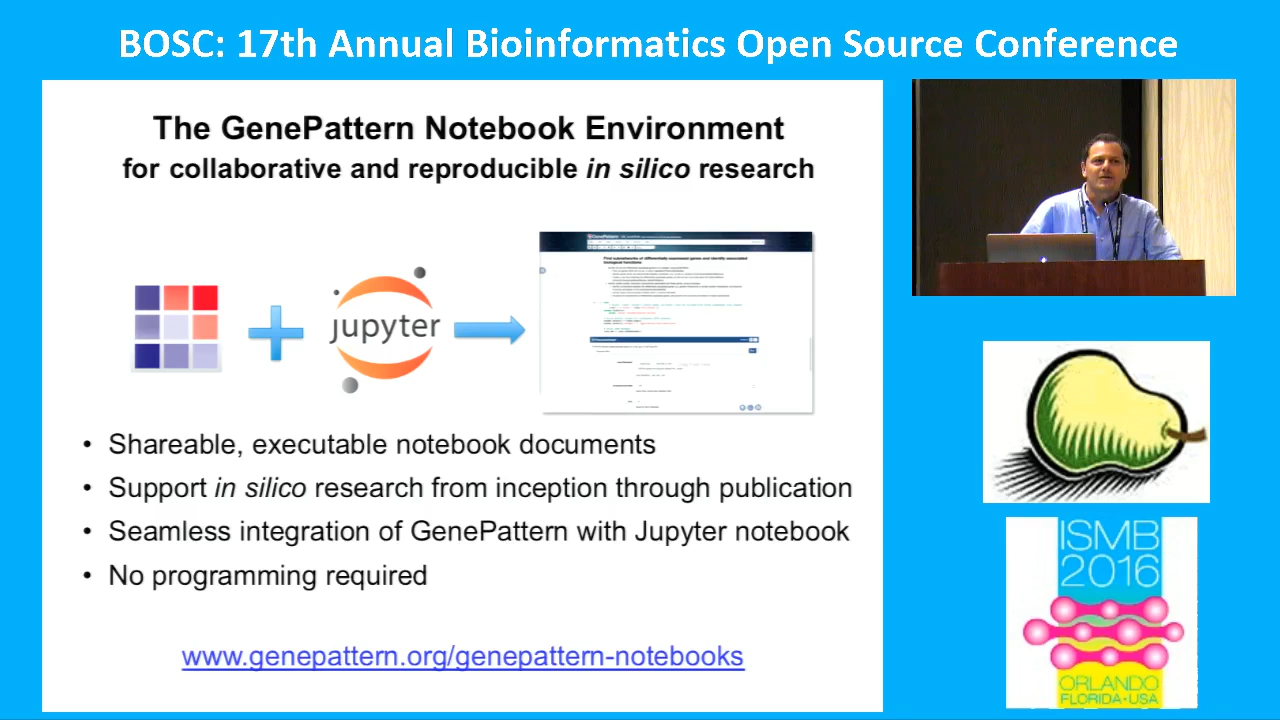 BOSC: 17th Annual Bioinformatics Open Source Conference
The GenePattern Notebook Environment
for collaborative and reproducible in silico research
jupyter
• Shareable, executable notebook documents
• Support in silico research from inception through publication
• Seamless integration of GenePattern with Jupyter notebook
• No programming required
www.genepattern.org/genepattern-notebooks
ISMB
2016
ORLANDO
FLORIDA•USA